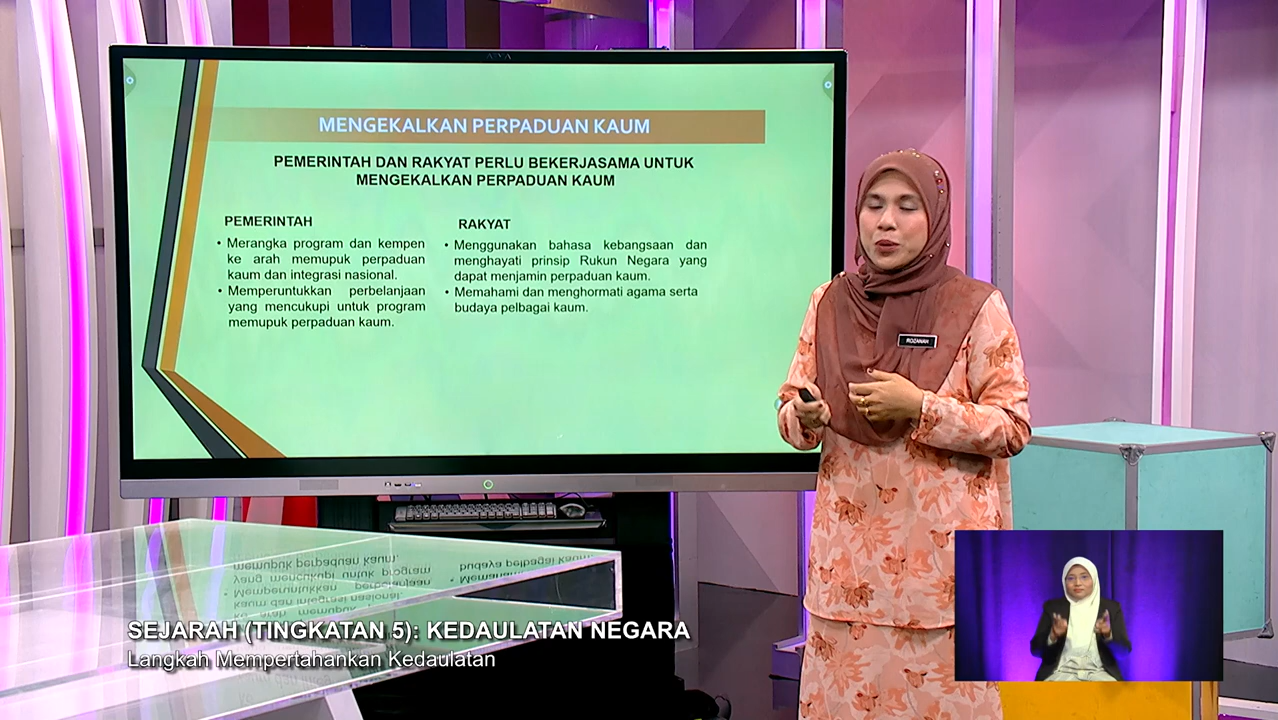 MENGEKALKAN PERPADUAN KAUM
PEMERINTAH DAN RAKYAT PERLU BEKERJASAMA UNTUK
MENGEKALKAN PERPADUAN KAUM
PEMERINTAH
• Merangka program dan kempen
ke arah memupuk perpaduan
kaum dan integrasi nasional.
• Memperuntukkan perbelanjaan
yang mencukupi untuk program
memupuk perpaduan kaum.
RAKYAT
• Menggunakan bahasa kebangsaan dan
menghayati prinsip Rukun Negara yang
dapat menjamin perpaduan kaum.
• Memahami dan menghormati agama serta
budaya pelbagai kaum.
ROZANAH
SEJARAH (TINGKATAN 5): KEDAULATAN NEGARA
Langkah Mempertahankan Kedaulatan